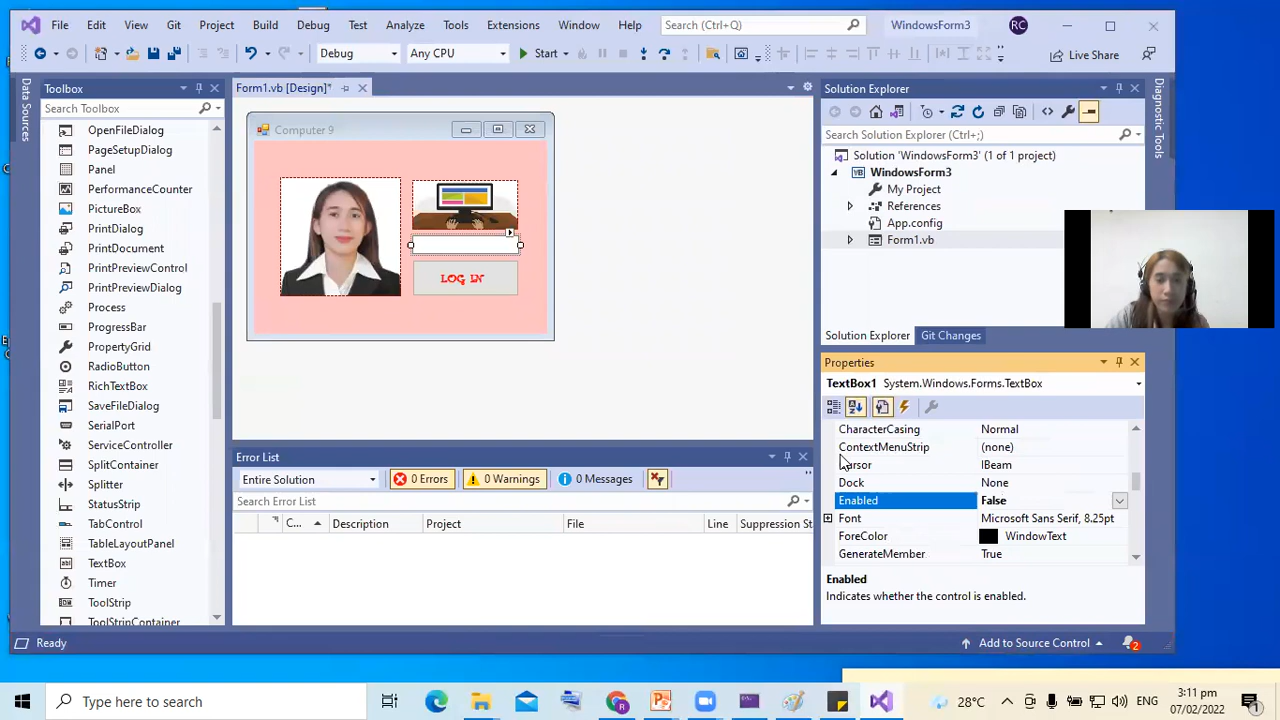 File Edit View Git Project Build Debug Test Analyze Tools Extensions Window Help Search (Ctrl+Q) WindowsForm3 RC
Debug Any CPU Start Live Share
Data Sources
Toolbox
Search Toolbox
OpenFileDialog
PageSetupDialog
Panel
PerformanceCounter
PictureBox
PrintDialog
PrintDocument
PrintPreviewControl
PrintPreviewDialog
Process
ProgressBar
PropertyGrid
RadioButton
RichTextBox
SaveFileDialog
SerialPort
ServiceController
SplitContainer
Splitter
StatusStrip
TabControl
TableLayoutPanel
TextBox
Timer
ToolStrip
ToolStripContainer
Form1.vb [Design]*
Computer 9
LOG IN
Error List
Entire Solution 0 Errors 0 Warnings 0 Messages
Search Error List
C... Description Project File Line Suppression St
Solution Explorer
Search Solution Explorer (Ctrl+;)
Solution 'WindowsForm3' (1 of 1 project)
WindowsForm3
My Project
References
App.config
Form1.vb
Solution Explorer Git Changes
Diagnostic Tools
Properties
TextBox1 System.Windows.Forms.TextBox
CharacterCasing Normal
ContextMenuStrip (none)
Cursor IBeam
Dock None
Enabled False
Font Microsoft Sans Serif, 8.25pt
ForeColor WindowText
GenerateMember True
Enabled
Indicates whether the control is enabled.
Ready Add to Source Control 2
Type here to search 28°C ENG 3:11 pm
07/02/2022 1